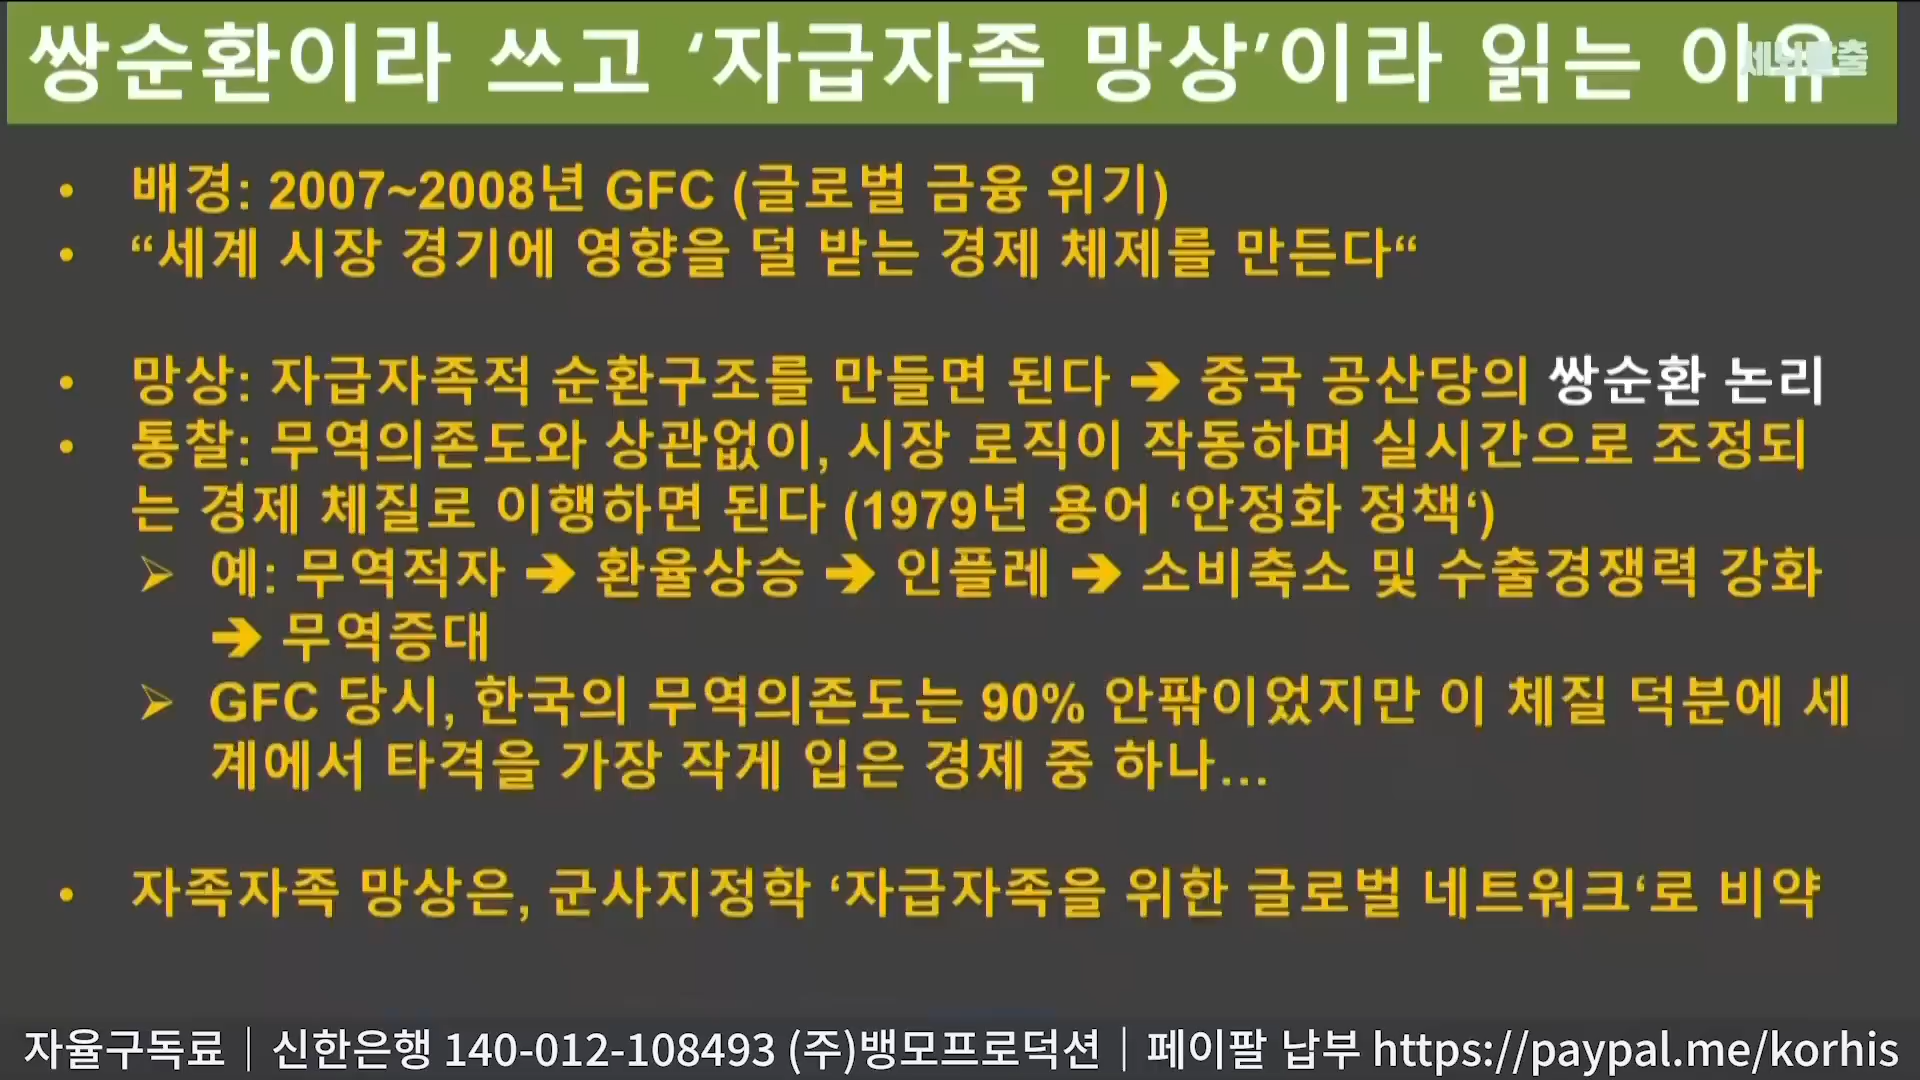 쌍순환이라 쓰고 ‘자급자족 망상’이라 읽는 이유
• 배경: 2007~2008년 GFC (글로벌 금융 위기)
• “세계 시장 경기에 영향을 덜 받는 경제 체제를 만든다“
• 망상: 자급자족적 순환구조를 만들면 된다 ➔ 중국 공산당의 쌍순환 논리
• 통찰: 무역의존도와 상관없이, 시장 로직이 작동하며 실시간으로 조정되
는 경제 체질로 이행하면 된다 (1979년 용어 ‘안정화 정책‘)
➢ 예: 무역적자 ➔ 환율상승 ➔ 인플레 ➔ 소비축소 및 수출경쟁력 강화
➔ 무역증대
➢ GFC 당시, 한국의 무역의존도는 90% 안팎이었지만 이 체질 덕분에 세
계에서 타격을 가장 작게 입은 경제 중 하나...
• 자족자족 망상은, 군사지정학 ‘자급자족을 위한 글로벌 네트워크‘로 비약
자율구독료｜신한은행 140-012-108493 (주)뱅모프로덕션｜페이팔 납부 https://paypal.me/korhis